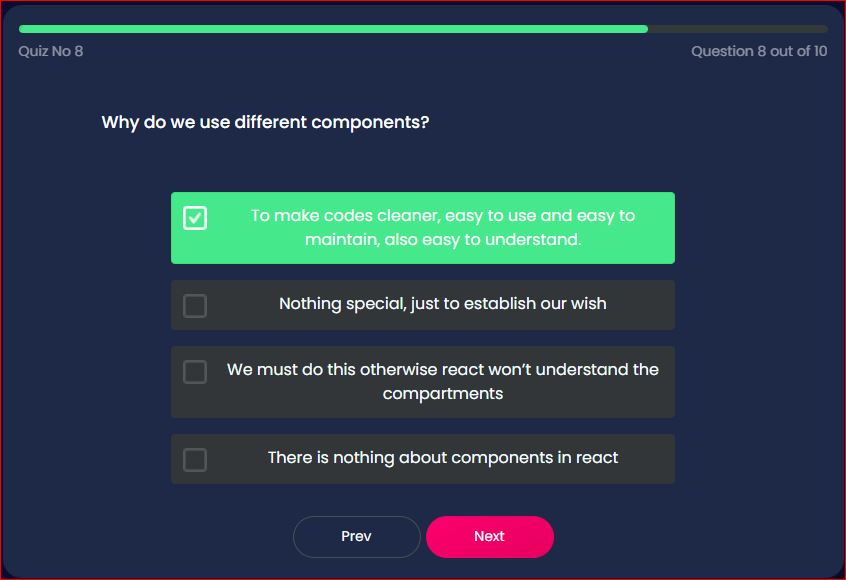 Quiz No 8
Question 8 out of 10
Why do we use different components?
To make codes cleaner, easy to use and easy to
maintain, also easy to understand.
Nothing special, just to establish our wish
We must do this otherwise react won’t understand the
compartments
There is nothing about components in react
Prev
Next